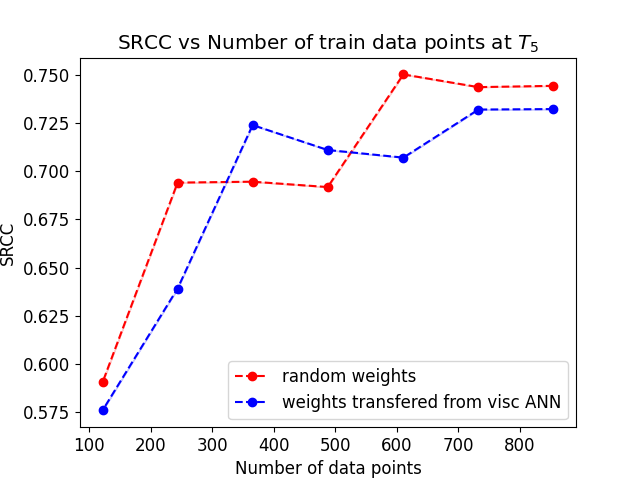 SRCC vs Number of train data points at T₅
0.750
0.725
0.700
0.675
0.650
0.625
0.600
0.575
SRCC
random weights
weights transfered from visc ANN
100 200 300 400 500 600 700 800
Number of data points